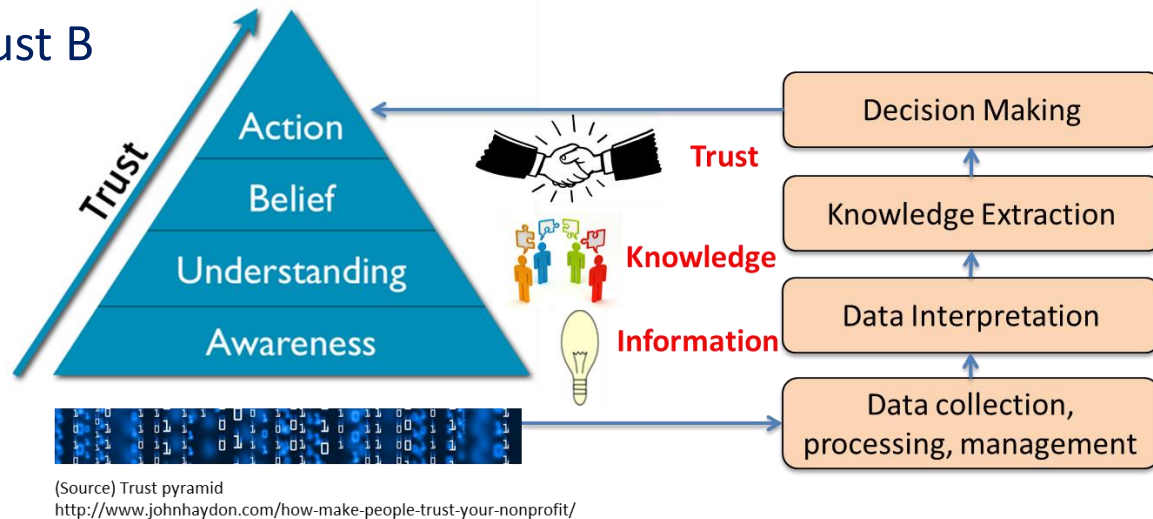 ust B
Trust
Action
Belief
Understanding
Awareness
Trust
Knowledge
Information
Decision Making
Knowledge Extraction
Data Interpretation
Data collection,
processing, management
(Source) Trust pyramid
http://www.johnhaydon.com/how-make-people-trust-your-nonprofit/